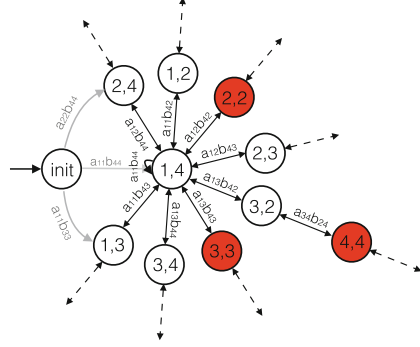 1,2
2,4
2,2
a22b44
a12b44
a11b42
a12b42
2,3
a12b43
init
a11b44
a11b44
1,4
a13b42
3,2
a34b24
4,4
a11b33
a11b43
a13b44
a13b43
1,3
3,4
3,3